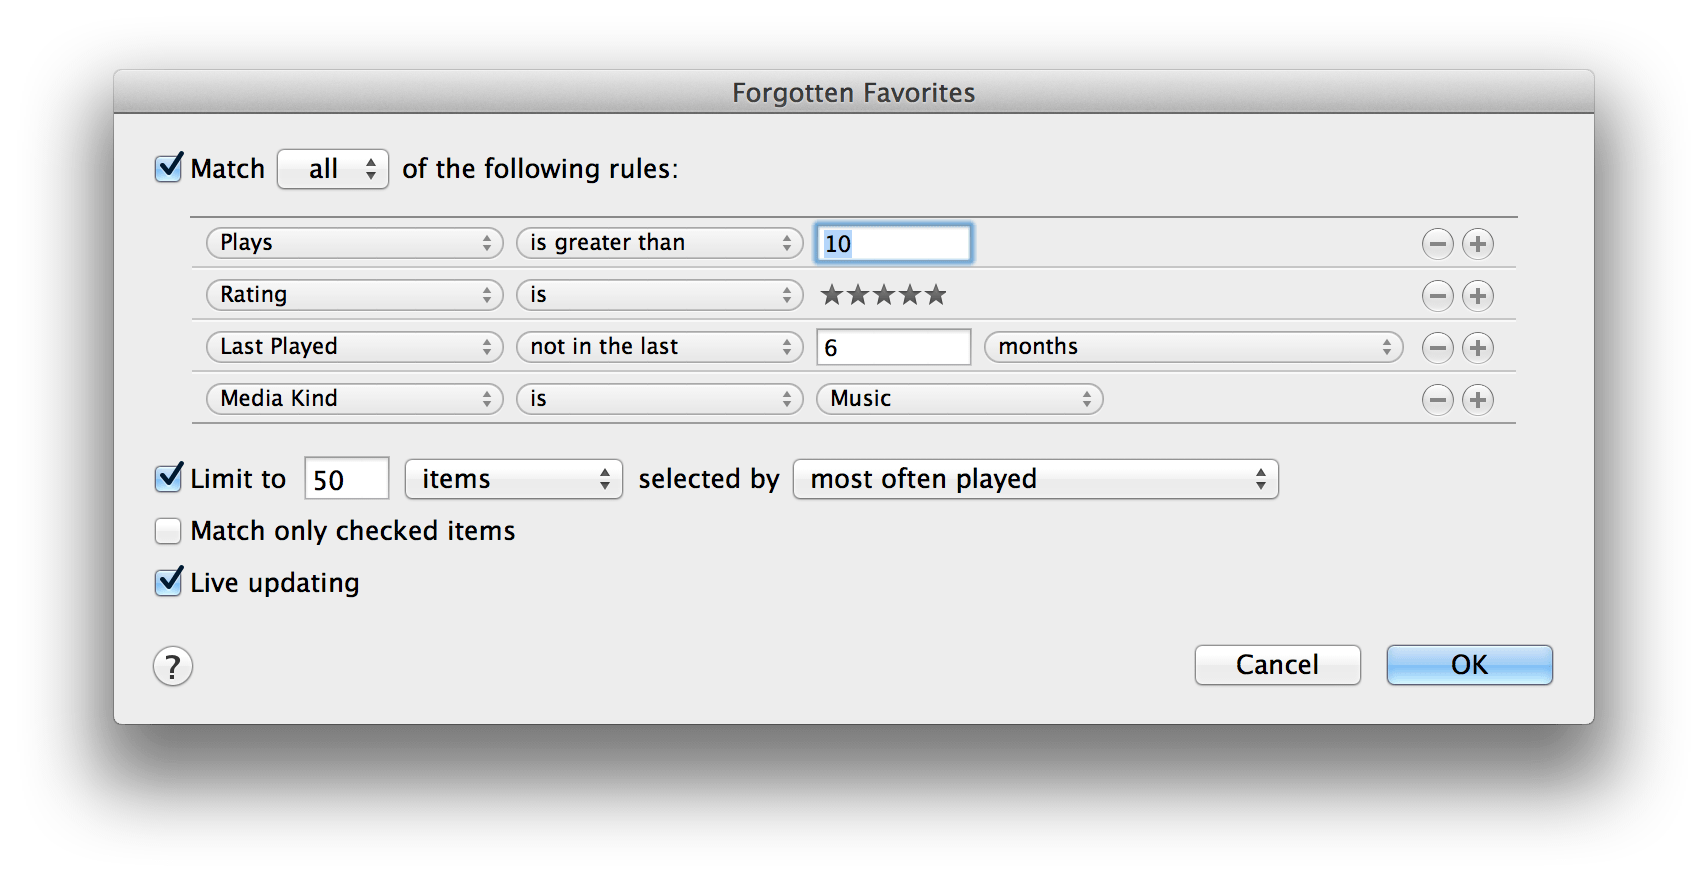 Forgotten Favorites
Match all of the following rules:
Plays is greater than 10
Rating is ★★★★★
Last Played not in the last 6 months
Media Kind is Music
Limit to 50 items selected by most often played
Match only checked items
Live updating
? Cancel OK